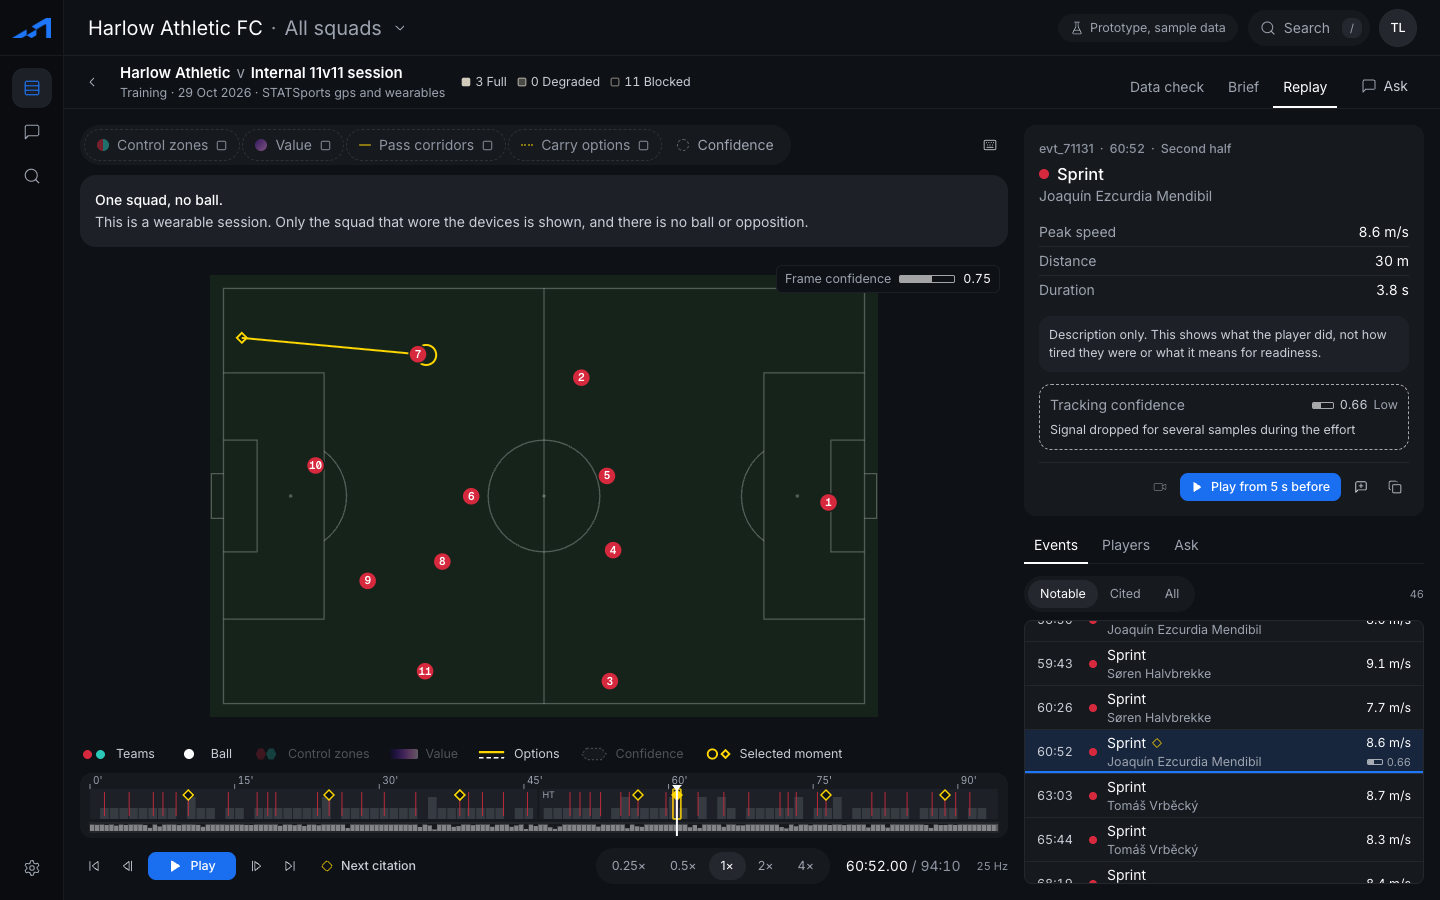 Harlow Athletic FC · All squads
Prototype, sample data
Search /
TL
Harlow Athletic v Internal 11v11 session
Training · 29 Oct 2026 · STATSports gps and wearables
3 Full 0 Degraded 11 Blocked
Data check Brief Replay Ask
Control zones Value Pass corridors Carry options Confidence
One squad, no ball.
This is a wearable session. Only the squad that wore the devices is shown, and there is no ball or opposition.
Frame confidence 0.75
7
2
10
5
6
1
4
8
9
11
3
Teams Ball Control zones Value Options Confidence Selected moment
0' 15' 30' 45' 60' 75' 90'
HT
Play Next citation
0.25× 0.5× 1× 2× 4×
60:52.00 / 94:10 25 Hz
evt_71131 · 60:52 · Second half
Sprint
Joaquín Ezcurdia Mendibil
Peak speed 8.6 m/s
Distance 30 m
Duration 3.8 s
Description only. This shows what the player did, not how
tired they were or what it means for readiness.
Tracking confidence 0.66 Low
Signal dropped for several samples during the effort
Play from 5 s before
Events Players Ask
Notable Cited All 46
Joaquín Ezcurdia Mendibil
59:43 Sprint 9.1 m/s
Søren Halvbrekke
60:26 Sprint 7.7 m/s
Søren Halvbrekke
60:52 Sprint 8.6 m/s
Joaquín Ezcurdia Mendibil 0.66
63:03 Sprint 8.7 m/s
Tomáš Vrběcký
65:44 Sprint 8.3 m/s
Tomáš Vrběcký
Sprint